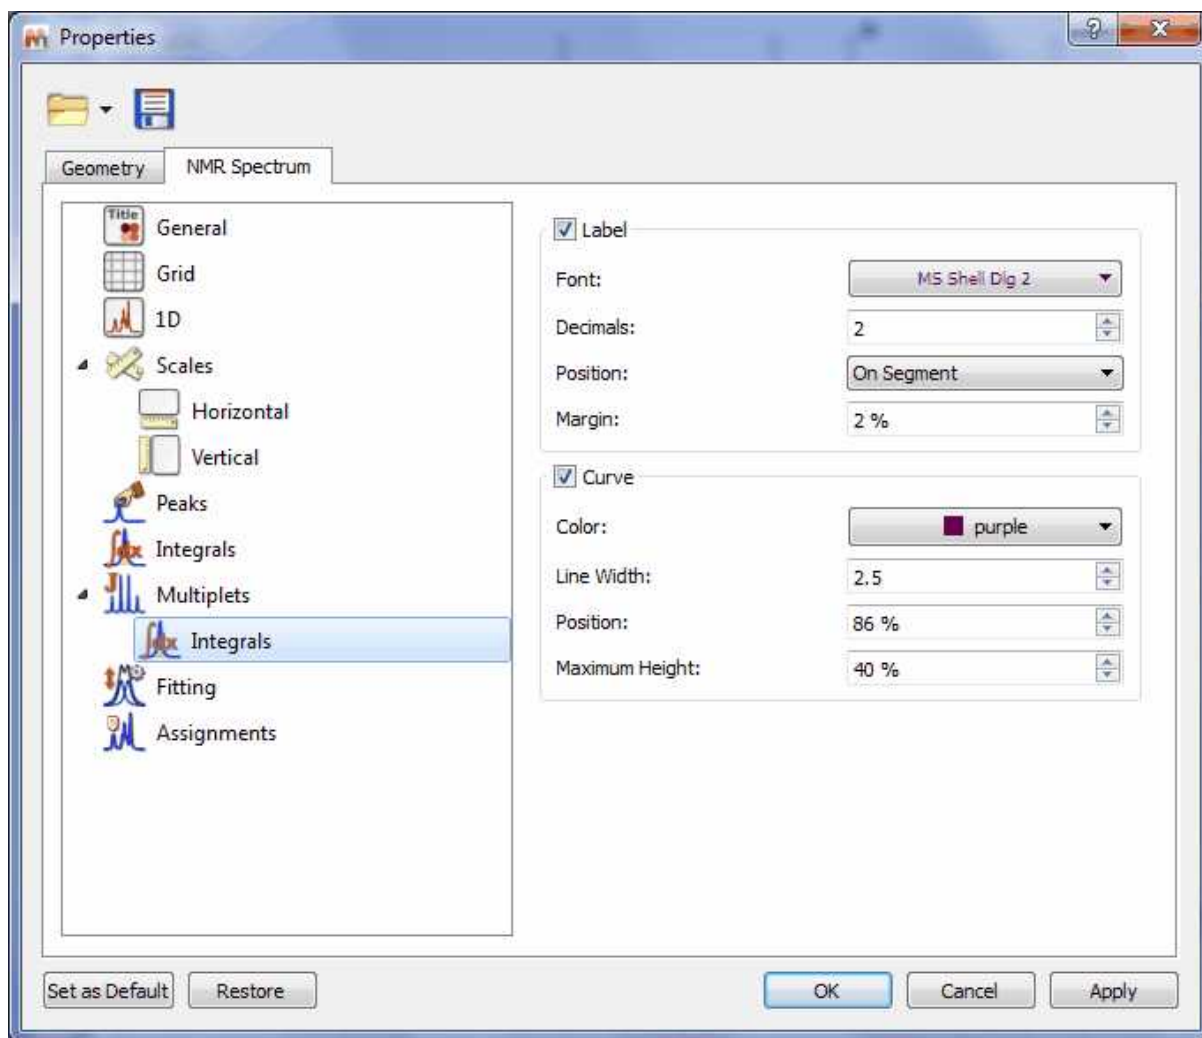 Properties
Geometry
NMR Spectrum
Title
General
Grid
1D
Scales
Horizontal
Vertical
Peaks
Integrals
Multiplets
Integrals
Fitting
Assignments
Label
Font: MS Shell Dlg 2
Decimals: 2
Position: On Segment
Margin: 2 %
Curve
Color: purple
Line Width: 2.5
Position: 86 %
Maximum Height: 40 %
Set as Default Restore OK Cancel Apply